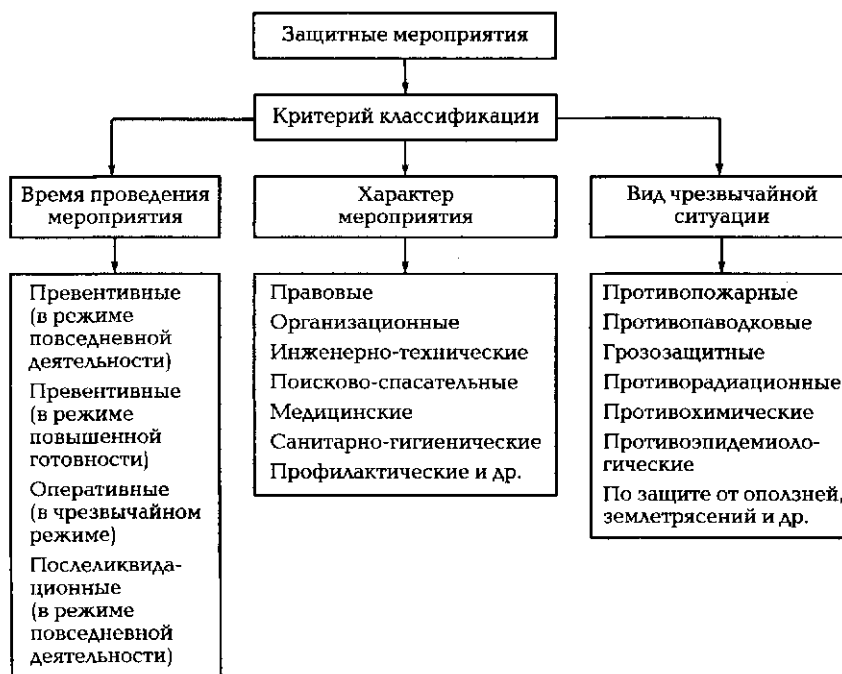 Защитные мероприятия
Критерий классификации
Время проведения
мероприятия
Превентивные
(в режиме
повседневной
деятельности)
Превентивные
(в режиме
повышенной
готовности)
Оперативные
(в чрезвычайном
режиме)
Послеликвида-
ционные
(в режиме
повседневной
деятельности)
Характер
мероприятия
Правовые
Организационные
Инженерно-технические
Поисково-спасательные
Медицинские
Санитарно-гигиенические
Профилактические и др.
Вид чрезвычайной
ситуации
Противопожарные
Противопаводковые
Грозозащитные
Противорадиационные
Противохимические
Противоэпидемиоло-
гические
По защите от оползней,
землетрясений и др.